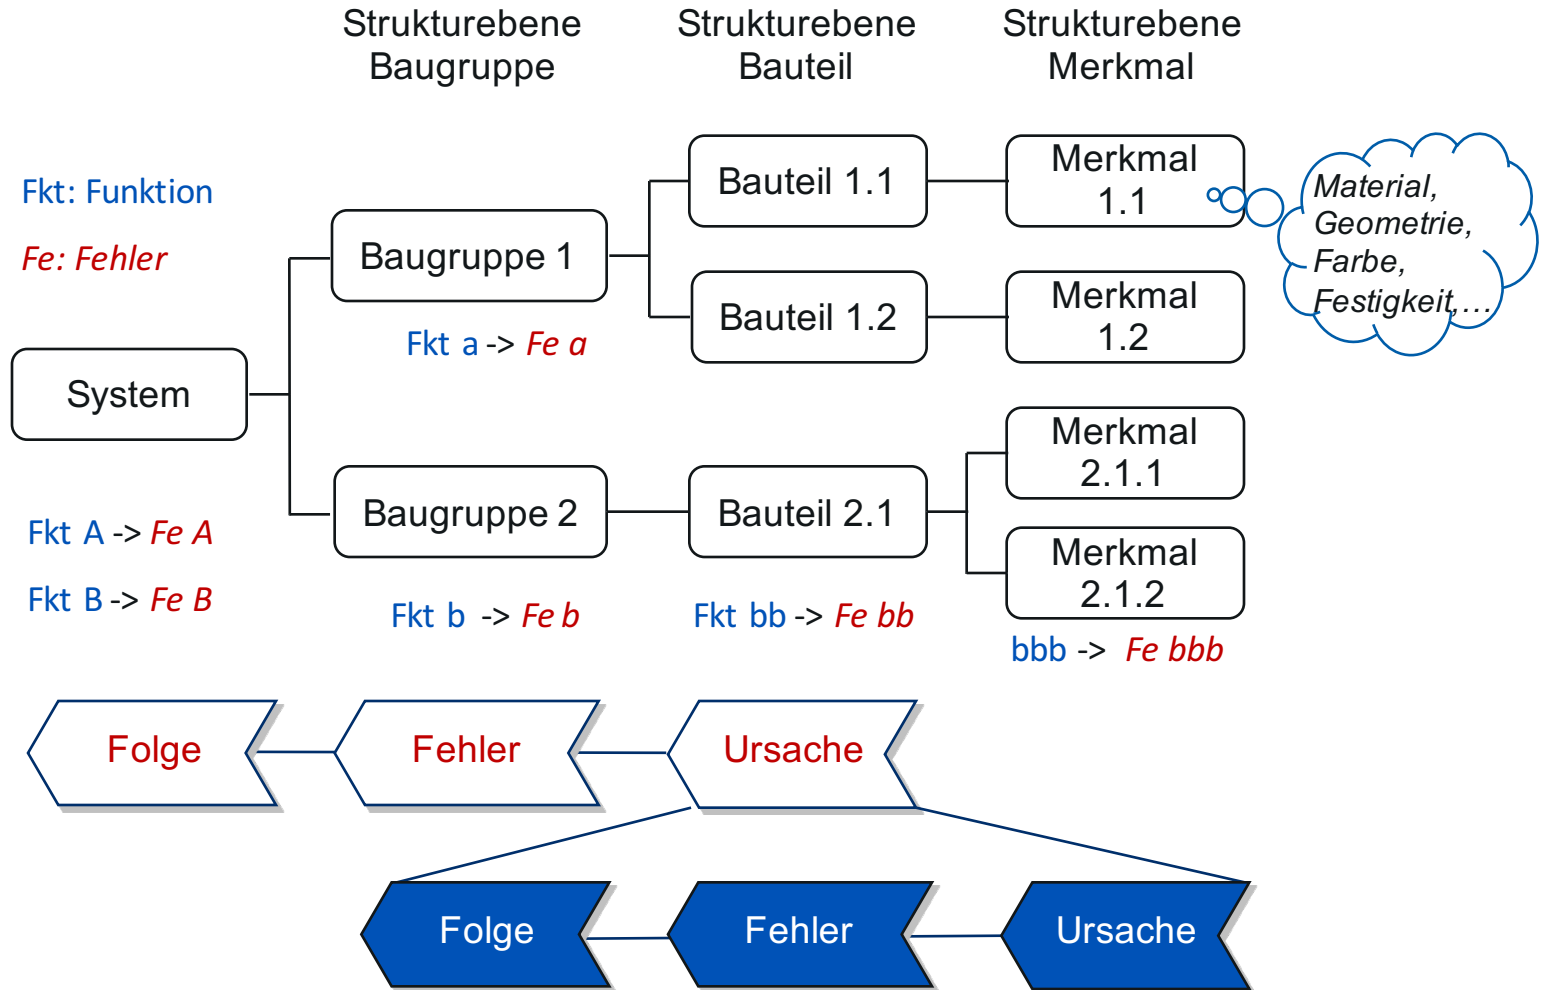 Strukturebene
Baugruppe
Strukturebene
Bauteil
Strukturebene
Merkmal
Fkt: Funktion
Fe: Fehler
System
Fkt A -> Fe A
Fkt B -> Fe B
Baugruppe 1
Fkt a -> Fe a
Baugruppe 2
Fkt b -> Fe b
Bauteil 1.1
Bauteil 1.2
Bauteil 2.1
Fkt bb -> Fe bb
Merkmal
1.1
Merkmal
1.2
Merkmal
2.1.1
Merkmal
2.1.2
bbb -> Fe bbb
Material,
Geometrie,
Farbe,
Festigkeit,...
Folge
Fehler
Ursache
Folge
Fehler
Ursache